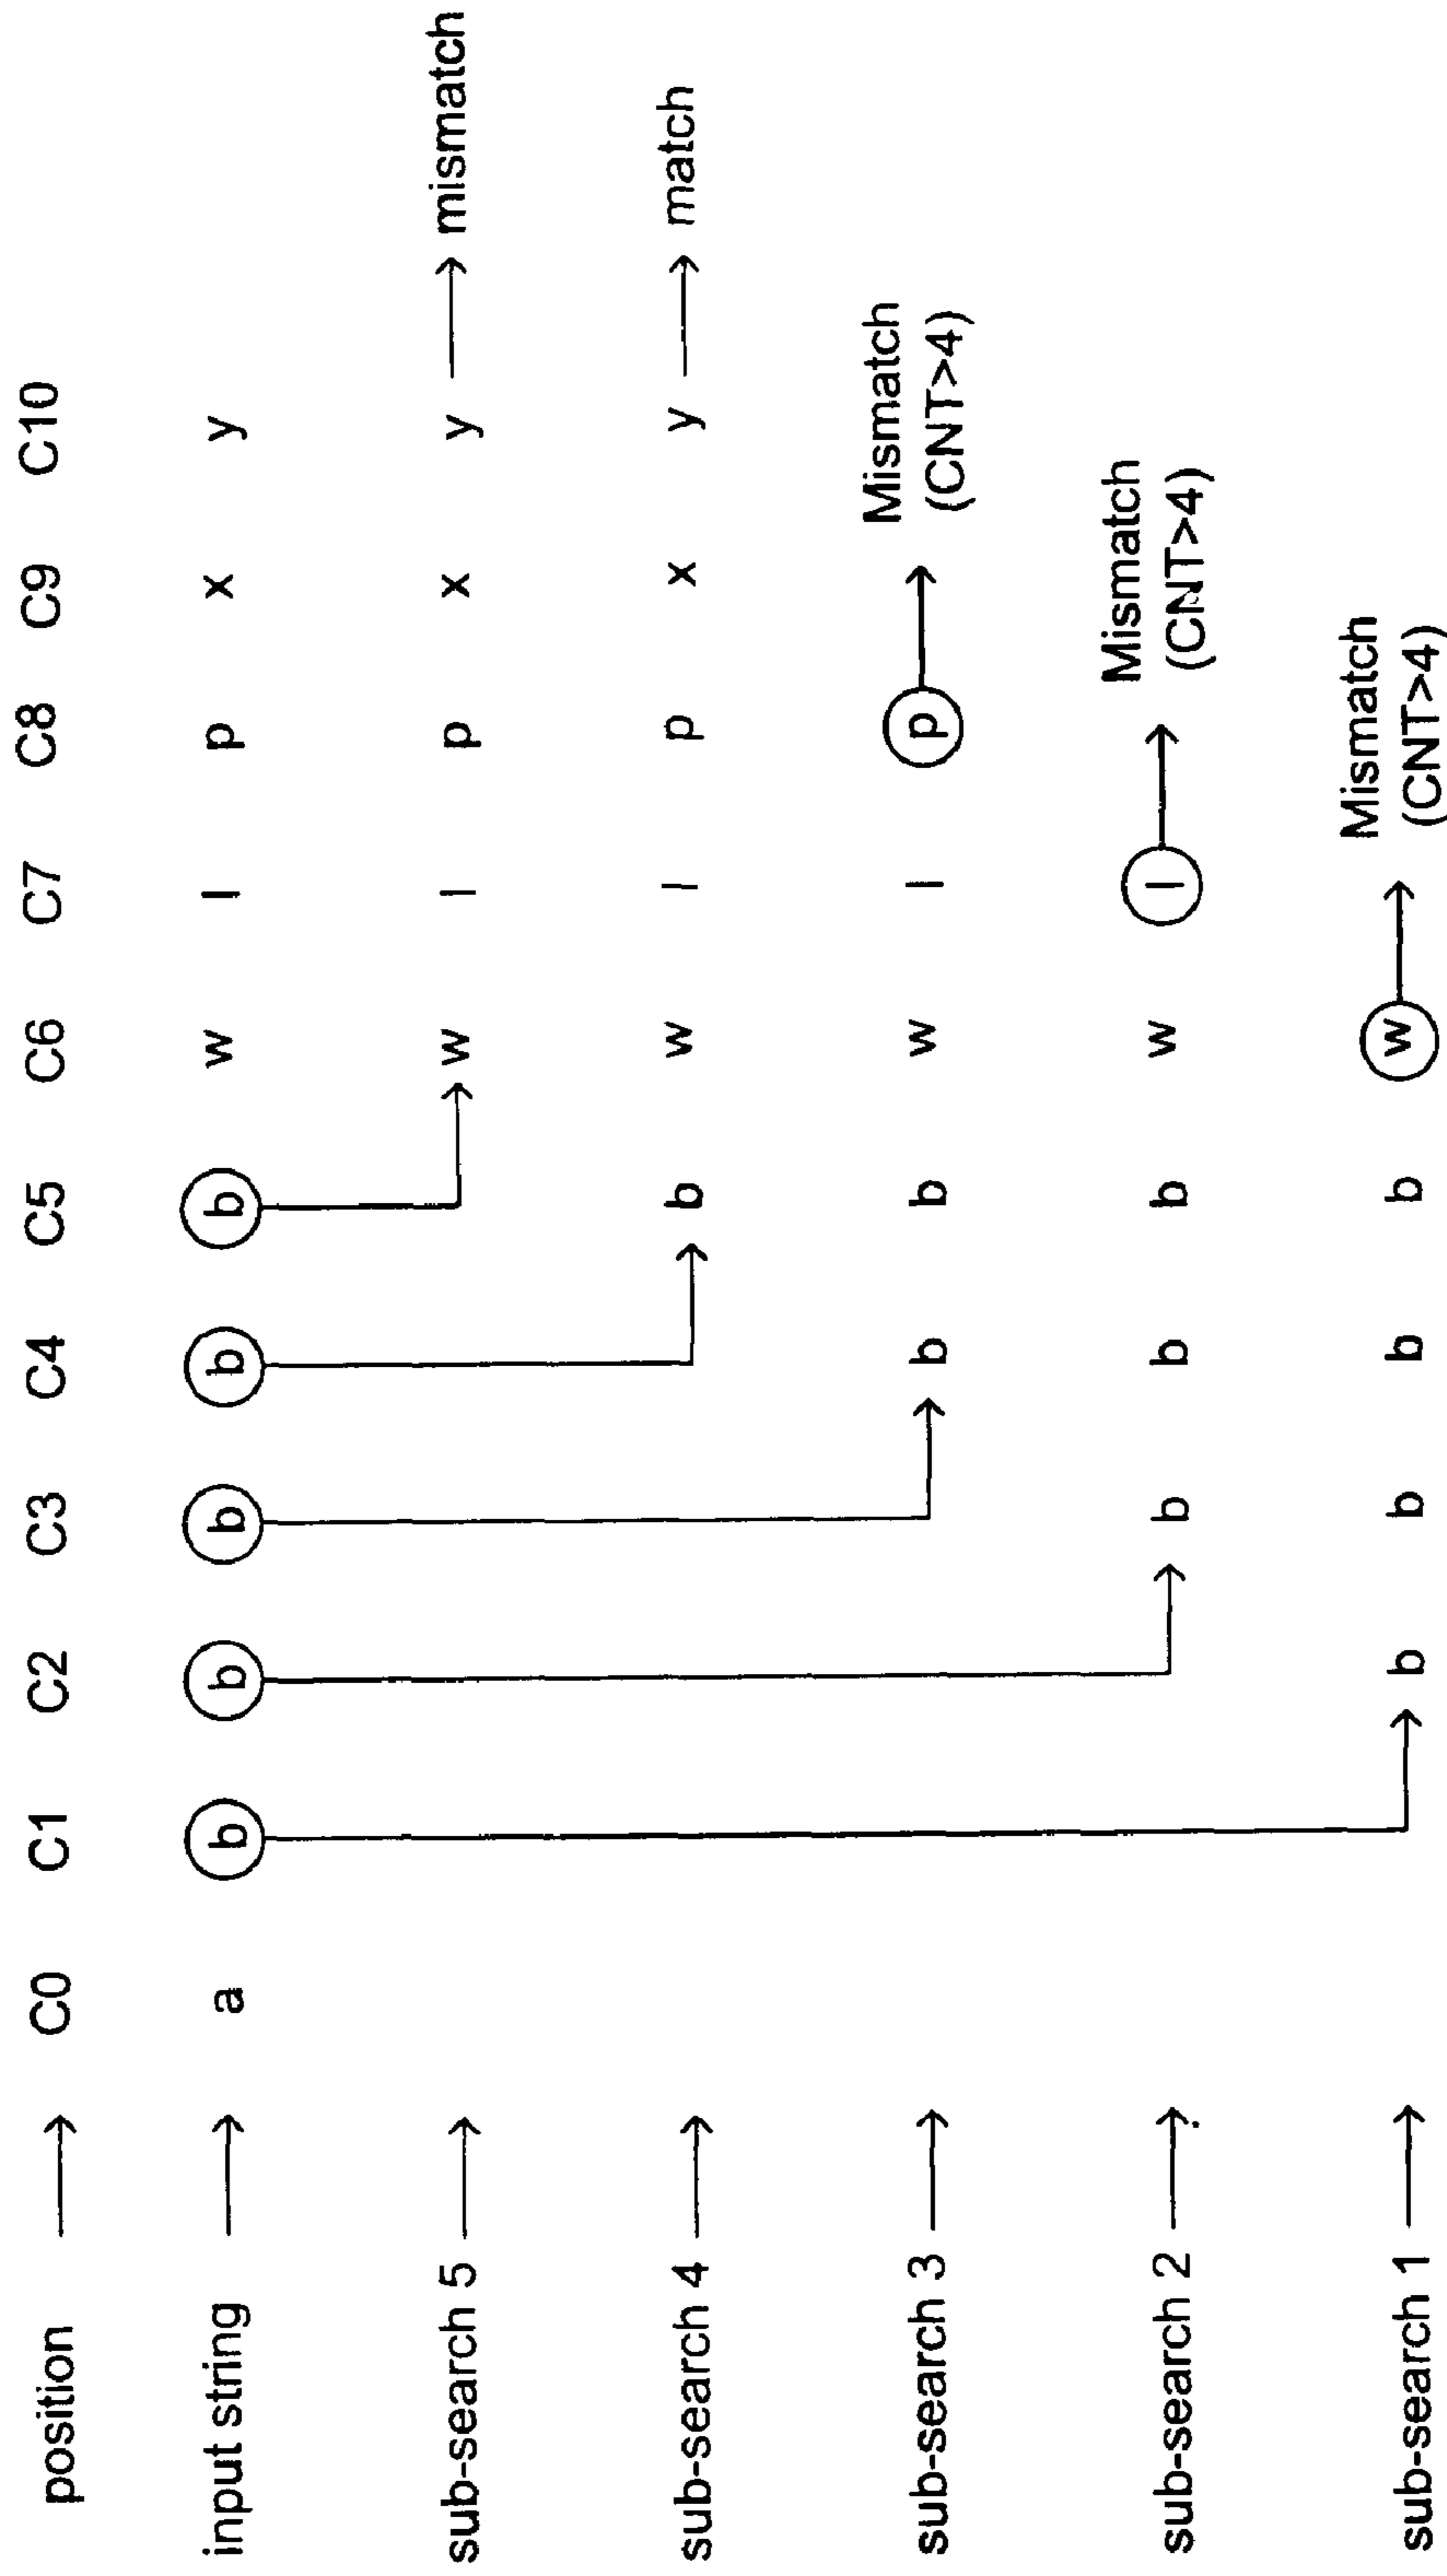 position → C0 C1 C2 C3 C4 C5 C6 C7 C8 C9 C10
input string → a b b b b b w l p x y
sub-search 5 → w l p x y → mismatch
sub-search 4 → b w l p x y → match
sub-search 3 → b b w l p → Mismatch
(CNT>4)
sub-search 2 → b b b w l → Mismatch
(CNT>4)
sub-search 1 → b b b b w → Mismatch
(CNT>4)